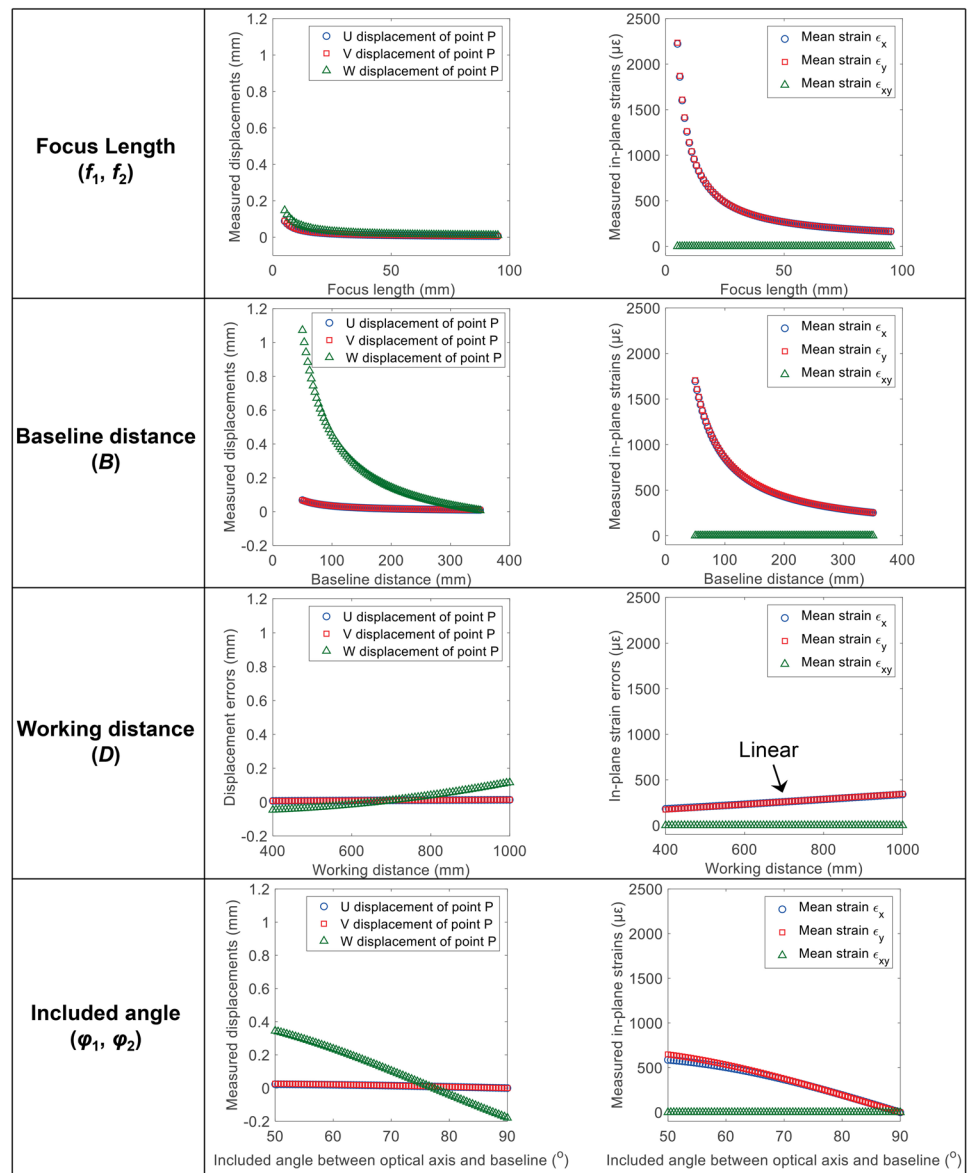 Focus Length
(f₁, f₂)
Measured displacements (mm)
1.2
1
0.8
0.6
0.4
0.2
0
U displacement of point P
V displacement of point P
W displacement of point P
0 50 100
Focus length (mm)
Measured in-plane strains (με)
2500
2000
1500
1000
500
0
Mean strain ϵx
Mean strain ϵy
Mean strain ϵxy
0 50 100
Focus length (mm)
Baseline distance
(B)
Measured displacements (mm)
1.2
1
0.8
0.6
0.4
0.2
0
-0.2
U displacement of point P
V displacement of point P
W displacement of point P
0 100 200 300 400
Baseline distance (mm)
Measured in-plane strains (με)
2500
2000
1500
1000
500
0
Mean strain ϵx
Mean strain ϵy
Mean strain ϵxy
0 100 200 300 400
Baseline distance (mm)
Working distance
(D)
Displacement errors (mm)
1.2
1
0.8
0.6
0.4
0.2
0
-0.2
U displacement of point P
V displacement of point P
W displacement of point P
400 600 800 1000
Working distance (mm)
In-plane strain errors (με)
2500
2000
1500
1000
500
0
Mean strain ϵx
Mean strain ϵy
Mean strain ϵxy
Linear
400 600 800 1000
Working distance (mm)
Included angle
(φ₁, φ₂)
Measured displacements (mm)
1.2
1
0.8
0.6
0.4
0.2
0
-0.2
U displacement of point P
V displacement of point P
W displacement of point P
50 60 70 80 90
Included angle between optical axis and baseline (°)
Measured in-plane strains (με)
2500
2000
1500
1000
500
0
Mean strain ϵx
Mean strain ϵy
Mean strain ϵxy
50 60 70 80 90
Included angle between optical axis and baseline (°)